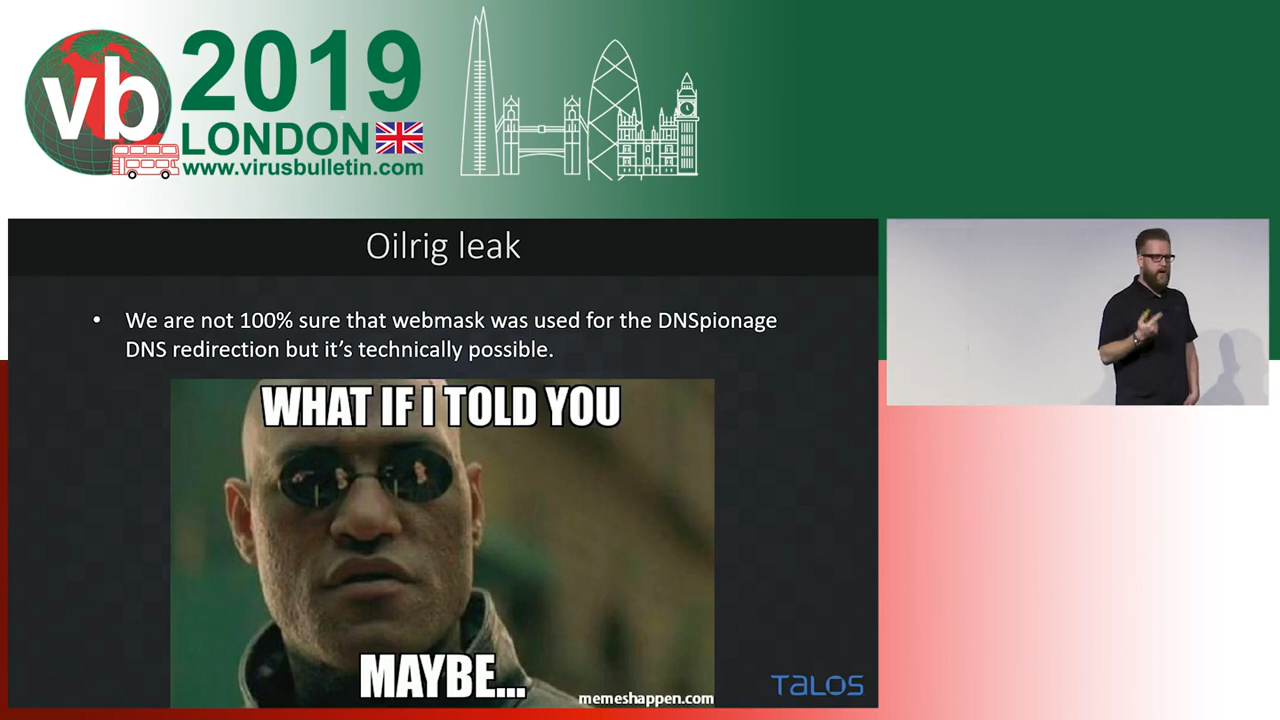 vb
2019
LONDON
www.virusbulletin.com
Oilrig leak
• We are not 100% sure that webmask was used for the DNSpionage
DNS redirection but it’s technically possible.
WHAT IF I TOLD YOU
MAYBE...
memeshappen.com
TALOS